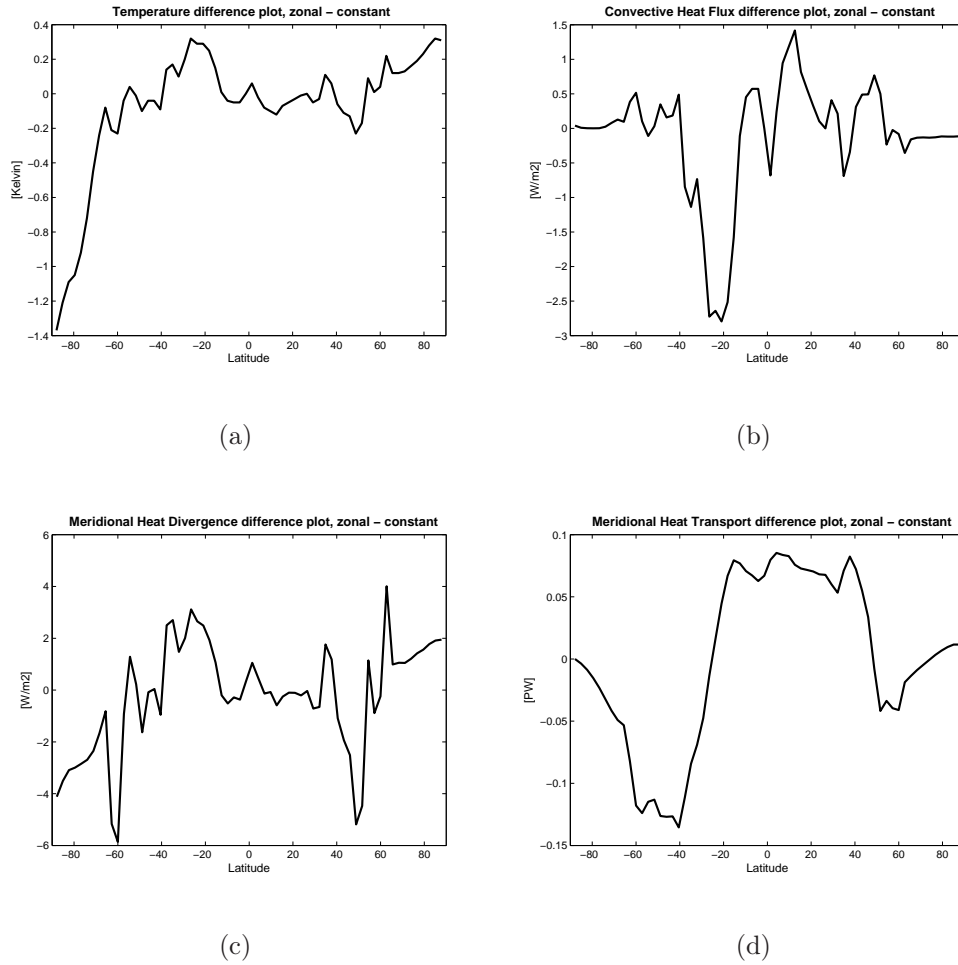 Temperature difference plot, zonal − constant
0.4
0.2
0
−0.2
−0.4
−0.6
−0.8
−1
−1.2
−1.4
[Kelvin]
−80 −60 −40 −20 0 20 40 60 80
Latitude
(a)
Convective Heat Flux difference plot, zonal − constant
1.5
1
0.5
0
−0.5
−1
−1.5
−2
−2.5
−3
[W/m2]
−80 −60 −40 −20 0 20 40 60 80
Latitude
(b)
Meridional Heat Divergence difference plot, zonal − constant
6
4
2
0
−2
−4
−6
[W/m2]
−80 −60 −40 −20 0 20 40 60 80
Latitude
(c)
Meridional Heat Transport difference plot, zonal − constant
0.1
0.05
0
−0.05
−0.1
−0.15
[PW]
−80 −60 −40 −20 0 20 40 60 80
Latitude
(d)